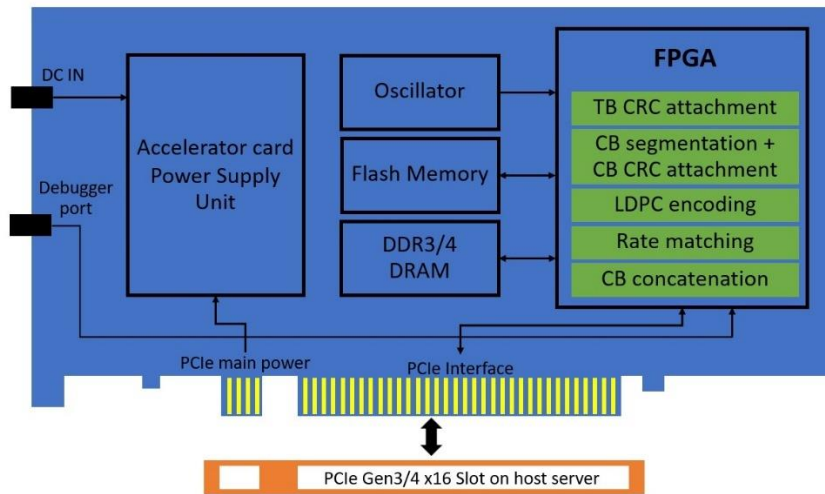 DC IN
Debugger
port
Accelerator card
Power Supply
Unit
Oscillator
Flash Memory
DDR3/4
DRAM
FPGA
TB CRC attachment
CB segmentation +
CB CRC attachment
LDPC encoding
Rate matching
CB concatenation
PCIe main power
PCIe Interface
PCIe Gen3/4 x16 Slot on host server